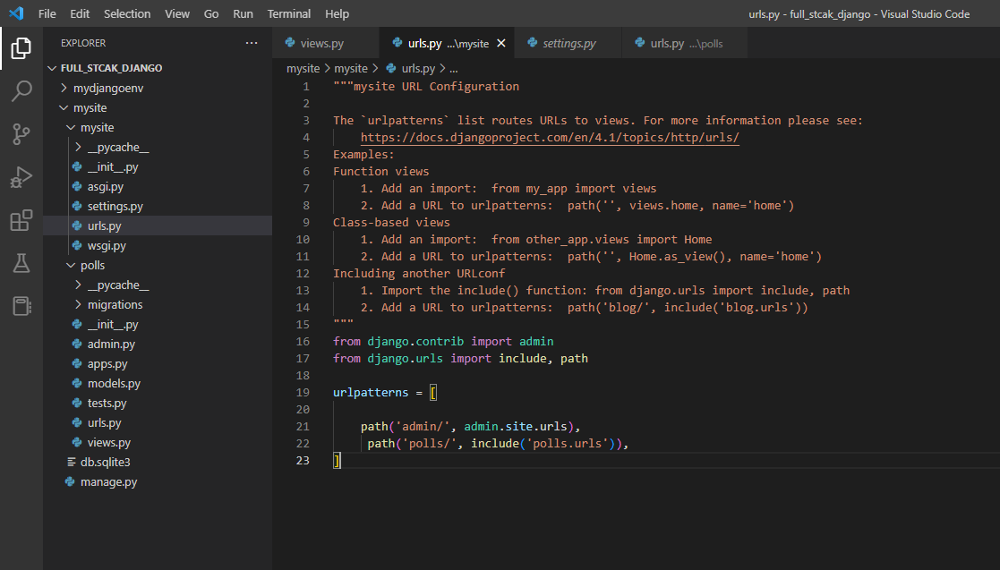 File Edit Selection View Go Run Terminal Help
urls.py - full_stcak_django - Visual Studio Code
EXPLORER
FULL_STCAK_DJANGO
mydjangoenv
mysite
mysite
__pycache__
__init__.py
asgi.py
settings.py
urls.py
wsgi.py
polls
__pycache__
migrations
__init__.py
admin.py
apps.py
models.py
tests.py
urls.py
views.py
db.sqlite3
manage.py
views.py
urls.py ...\mysite
settings.py
urls.py ...\polls
mysite > mysite > urls.py > ...
1 """mysite URL Configuration
2
3 The `urlpatterns` list routes URLs to views. For more information please see:
4     https://docs.djangoproject.com/en/4.1/topics/http/urls/
5 Examples:
6 Function views
7     1. Add an import:  from my_app import views
8     2. Add a URL to urlpatterns:  path('', views.home, name='home')
9 Class-based views
10     1. Add an import:  from other_app.views import Home
11     2. Add a URL to urlpatterns:  path('', Home.as_view(), name='home')
12 Including another URLconf
13     1. Import the include() function: from django.urls import include, path
14     2. Add a URL to urlpatterns:  path('blog/', include('blog.urls'))
15 """
16 from django.contrib import admin
17 from django.urls import include, path
18
19 urlpatterns = [
20
21     path('admin/', admin.site.urls),
22      path('polls/', include('polls.urls')),
23 ]